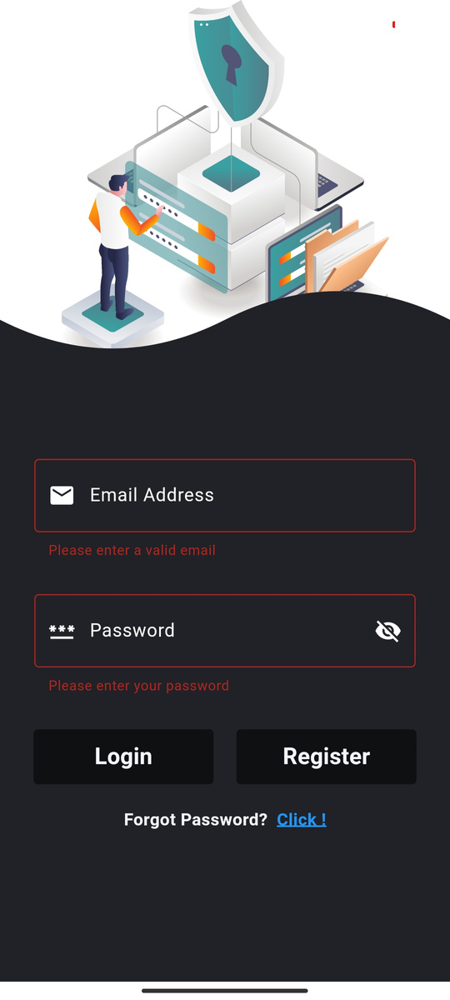 Email Address
Please enter a valid email
Password
Please enter your password
Login
Register
Forgot Password? Click !